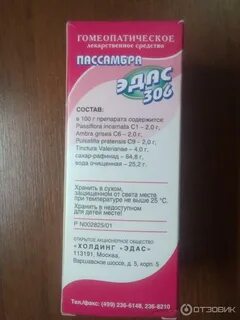 ГОМЕОПАТИЧЕСКОЕ
лекарственное средство
ПАССАМБРА
ЭДАС
306
СОСТАВ:
в 100 г препарата содержится
Passiflora incarnata C1 – 2,0 г,
Ambra grisea C6 – 2,0 г,
Pulsatilla pratensis C3 – 2,0 г,
Tinctura Valerianae – 4,0 г,
сахар-рафинад – 64,8 г,
вода очищенная – 25,2 г.
Хранить в сухом,
защищенном от света месте
при температуре не выше 25 °С.
Хранить в недоступном
для детей месте!
Р N002825/01
ОТКРЫТОЕ АКЦИОНЕРНОЕ ОБЩЕСТВО
«ХОЛДИНГ «ЭДАС»
113191, Москва,
Варшавское шоссе, д. 5, корп. 5
Тел./факс: (499) 236-6148, 236-8210
ОТЗОВИК